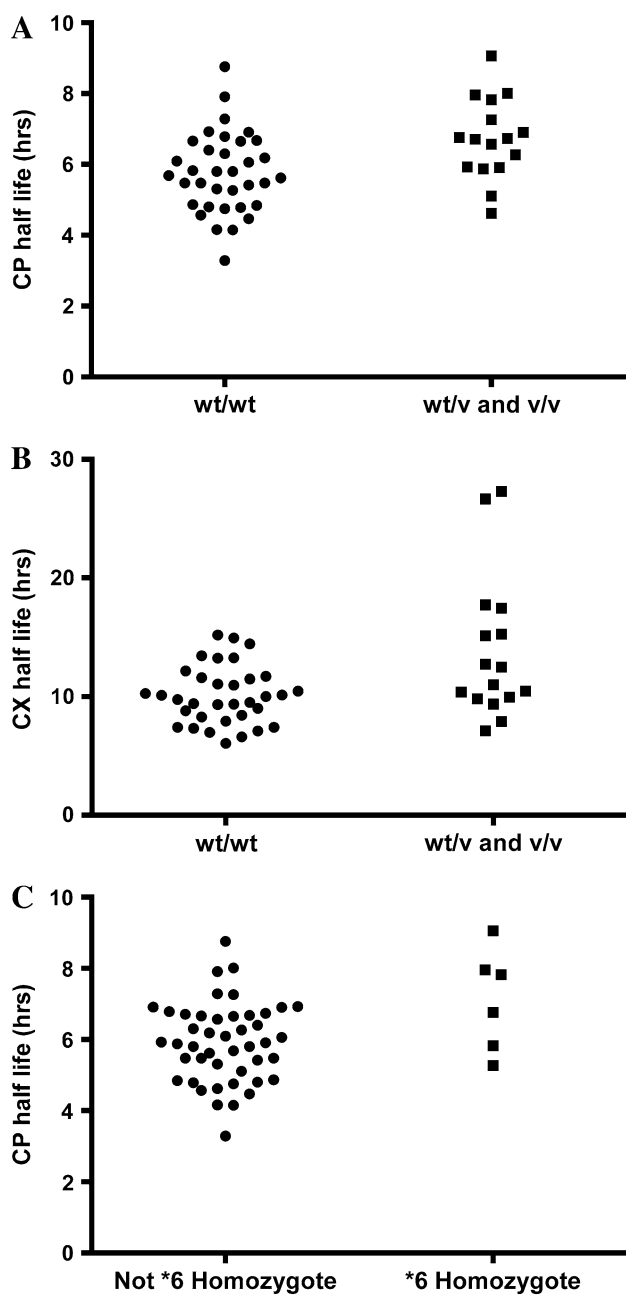 A
10
8
6
4
2
0
CP half life (hrs)
wt/wt
wt/v and v/v
B
30
20
10
0
CX half life (hrs)
wt/wt
wt/v and v/v
C
10
8
6
4
2
0
CP half life (hrs)
Not *6 Homozygote
*6 Homozygote